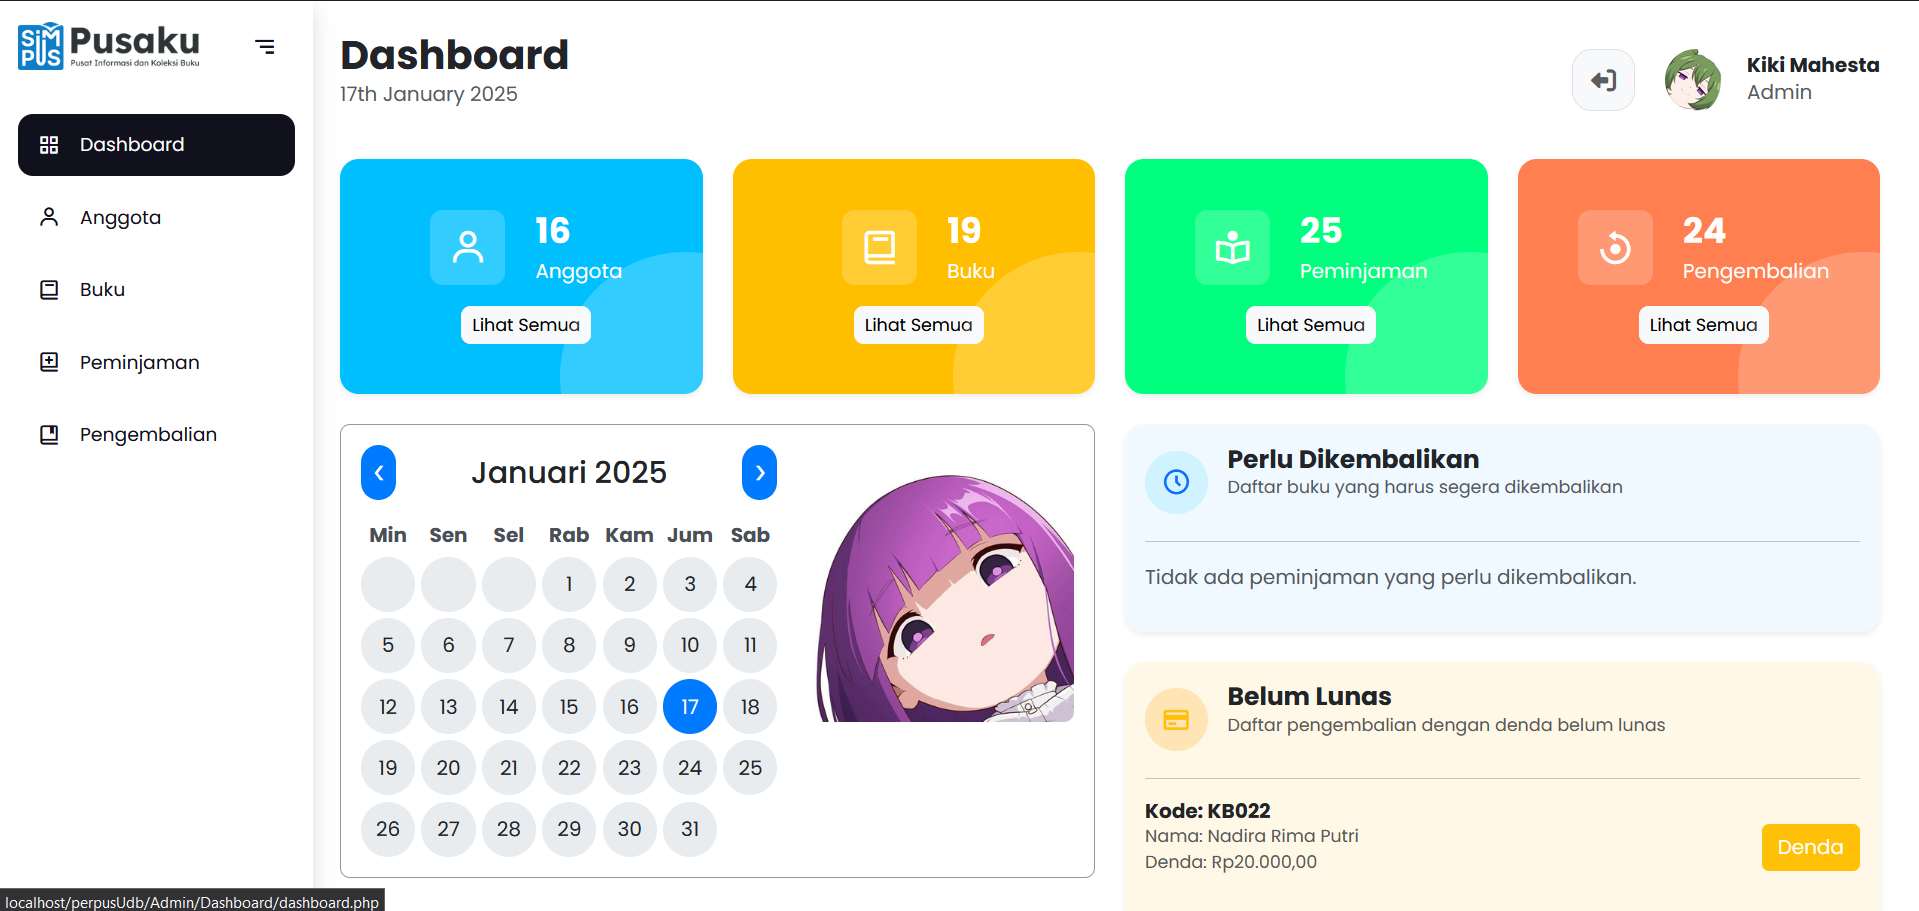 SiM
PUS
Pusaku
Pusat Informasi dan Koleksi Buku
Dashboard
Anggota
Buku
Peminjaman
Pengembalian
Dashboard
17th January 2025
Kiki Mahesta
Admin
16
Anggota
Lihat Semua
19
Buku
Lihat Semua
25
Peminjaman
Lihat Semua
24
Pengembalian
Lihat Semua
‹ Januari 2025 ›
Min Sen Sel Rab Kam Jum Sab
1 2 3 4
5 6 7 8 9 10 11
12 13 14 15 16 17 18
19 20 21 22 23 24 25
26 27 28 29 30 31
Perlu Dikembalikan
Daftar buku yang harus segera dikembalikan
Tidak ada peminjaman yang perlu dikembalikan.
Belum Lunas
Daftar pengembalian dengan denda belum lunas
Kode: KB022
Nama: Nadira Rima Putri
Denda: Rp20.000,00
Denda
localhost/perpusUdb/Admin/Dashboard/dashboard.php